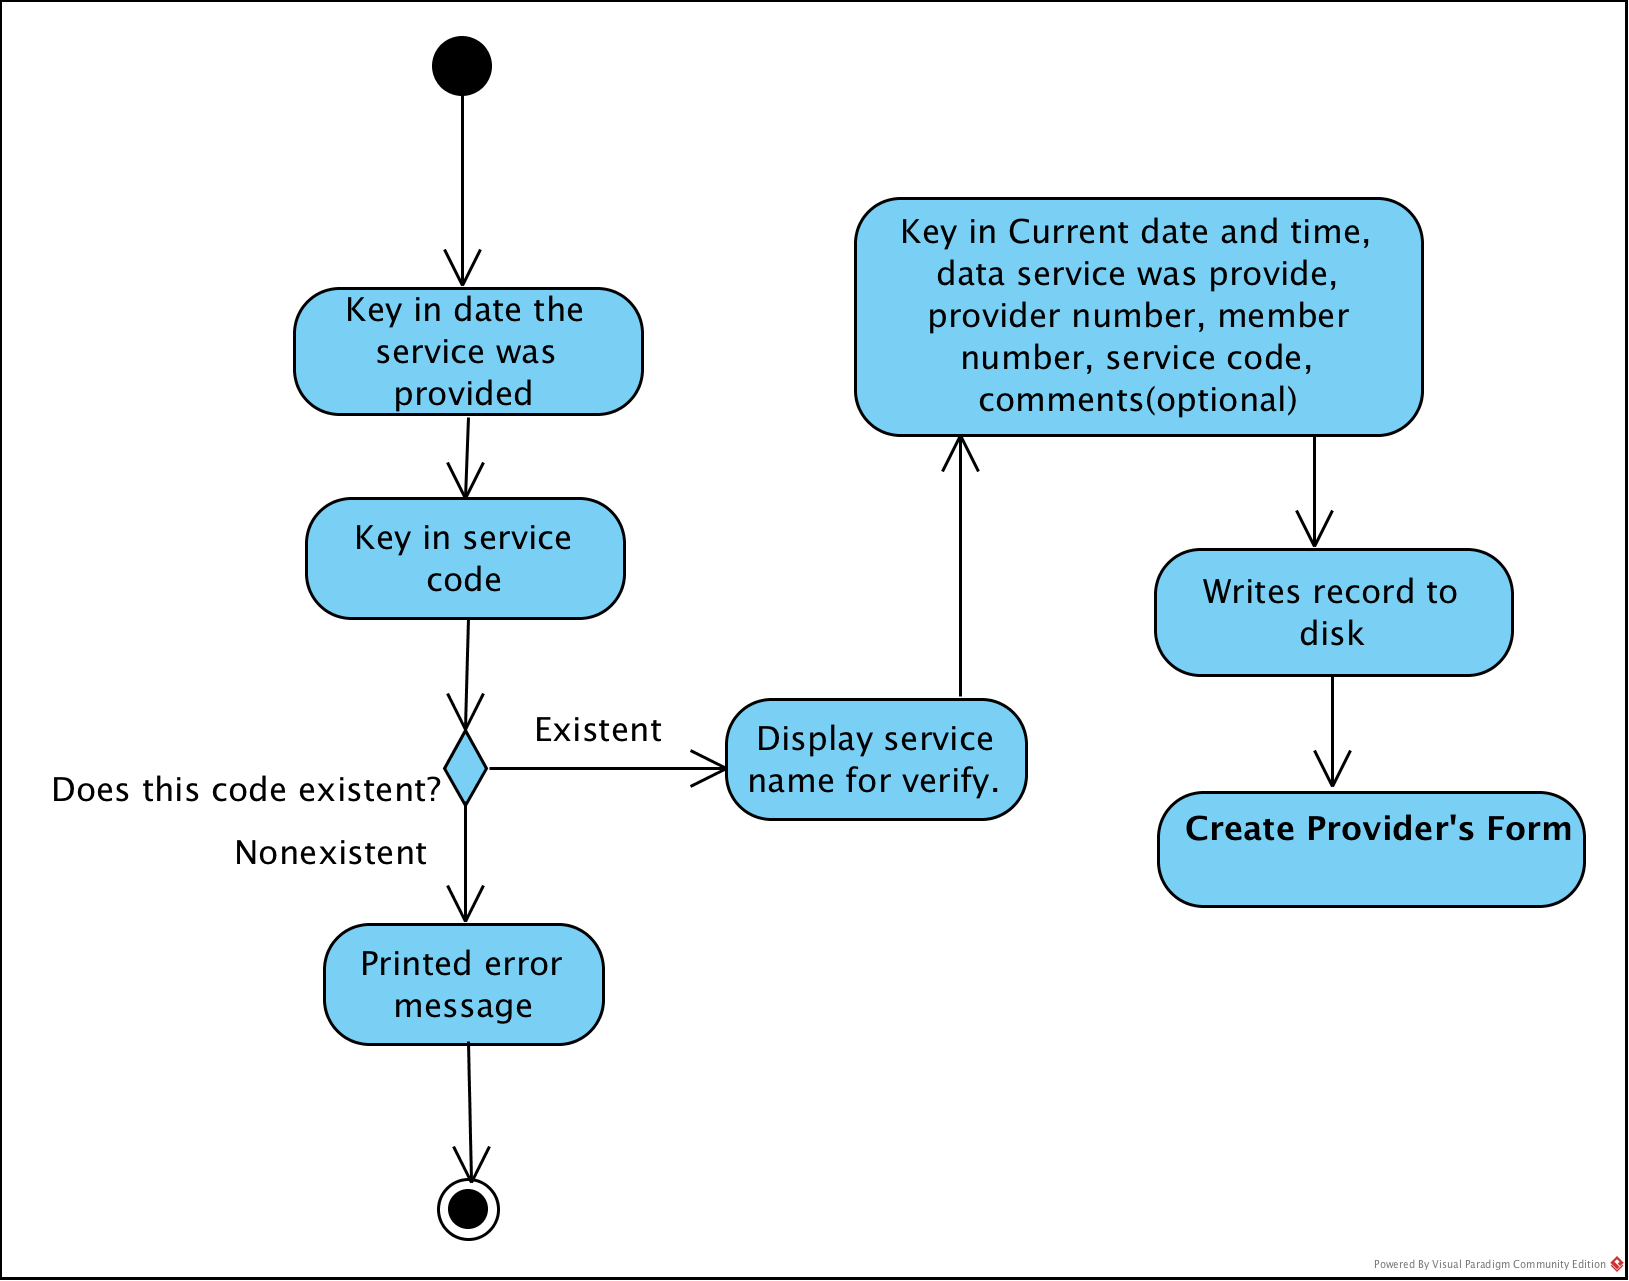 Key in date the
service was
provided
Key in service
code
Does this code existent?
Existent
Nonexistent
Printed error
message
Display service
name for verify.
Key in Current date and time,
data service was provide,
provider number, member
number, service code,
comments(optional)
Writes record to
disk
Create Provider's Form
Powered By Visual Paradigm Community Edition